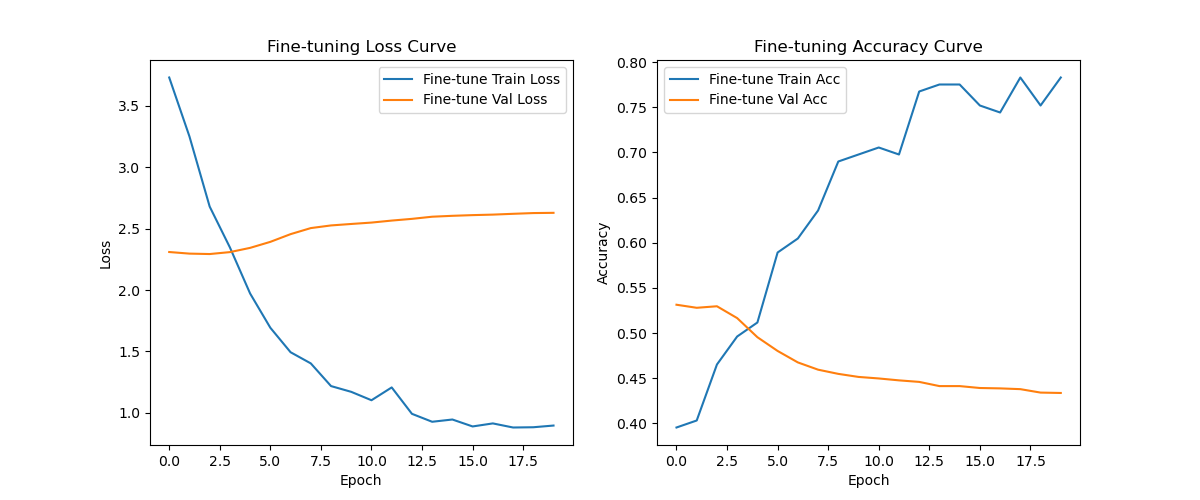 Fine-tuning Loss Curve
Fine-tune Train Loss
Fine-tune Val Loss
3.5
3.0
2.5
2.0
1.5
1.0
Loss
0.0 2.5 5.0 7.5 10.0 12.5 15.0 17.5
Epoch
Fine-tuning Accuracy Curve
Fine-tune Train Acc
Fine-tune Val Acc
0.80
0.75
0.70
0.65
0.60
0.55
0.50
0.45
0.40
Accuracy
0.0 2.5 5.0 7.5 10.0 12.5 15.0 17.5
Epoch